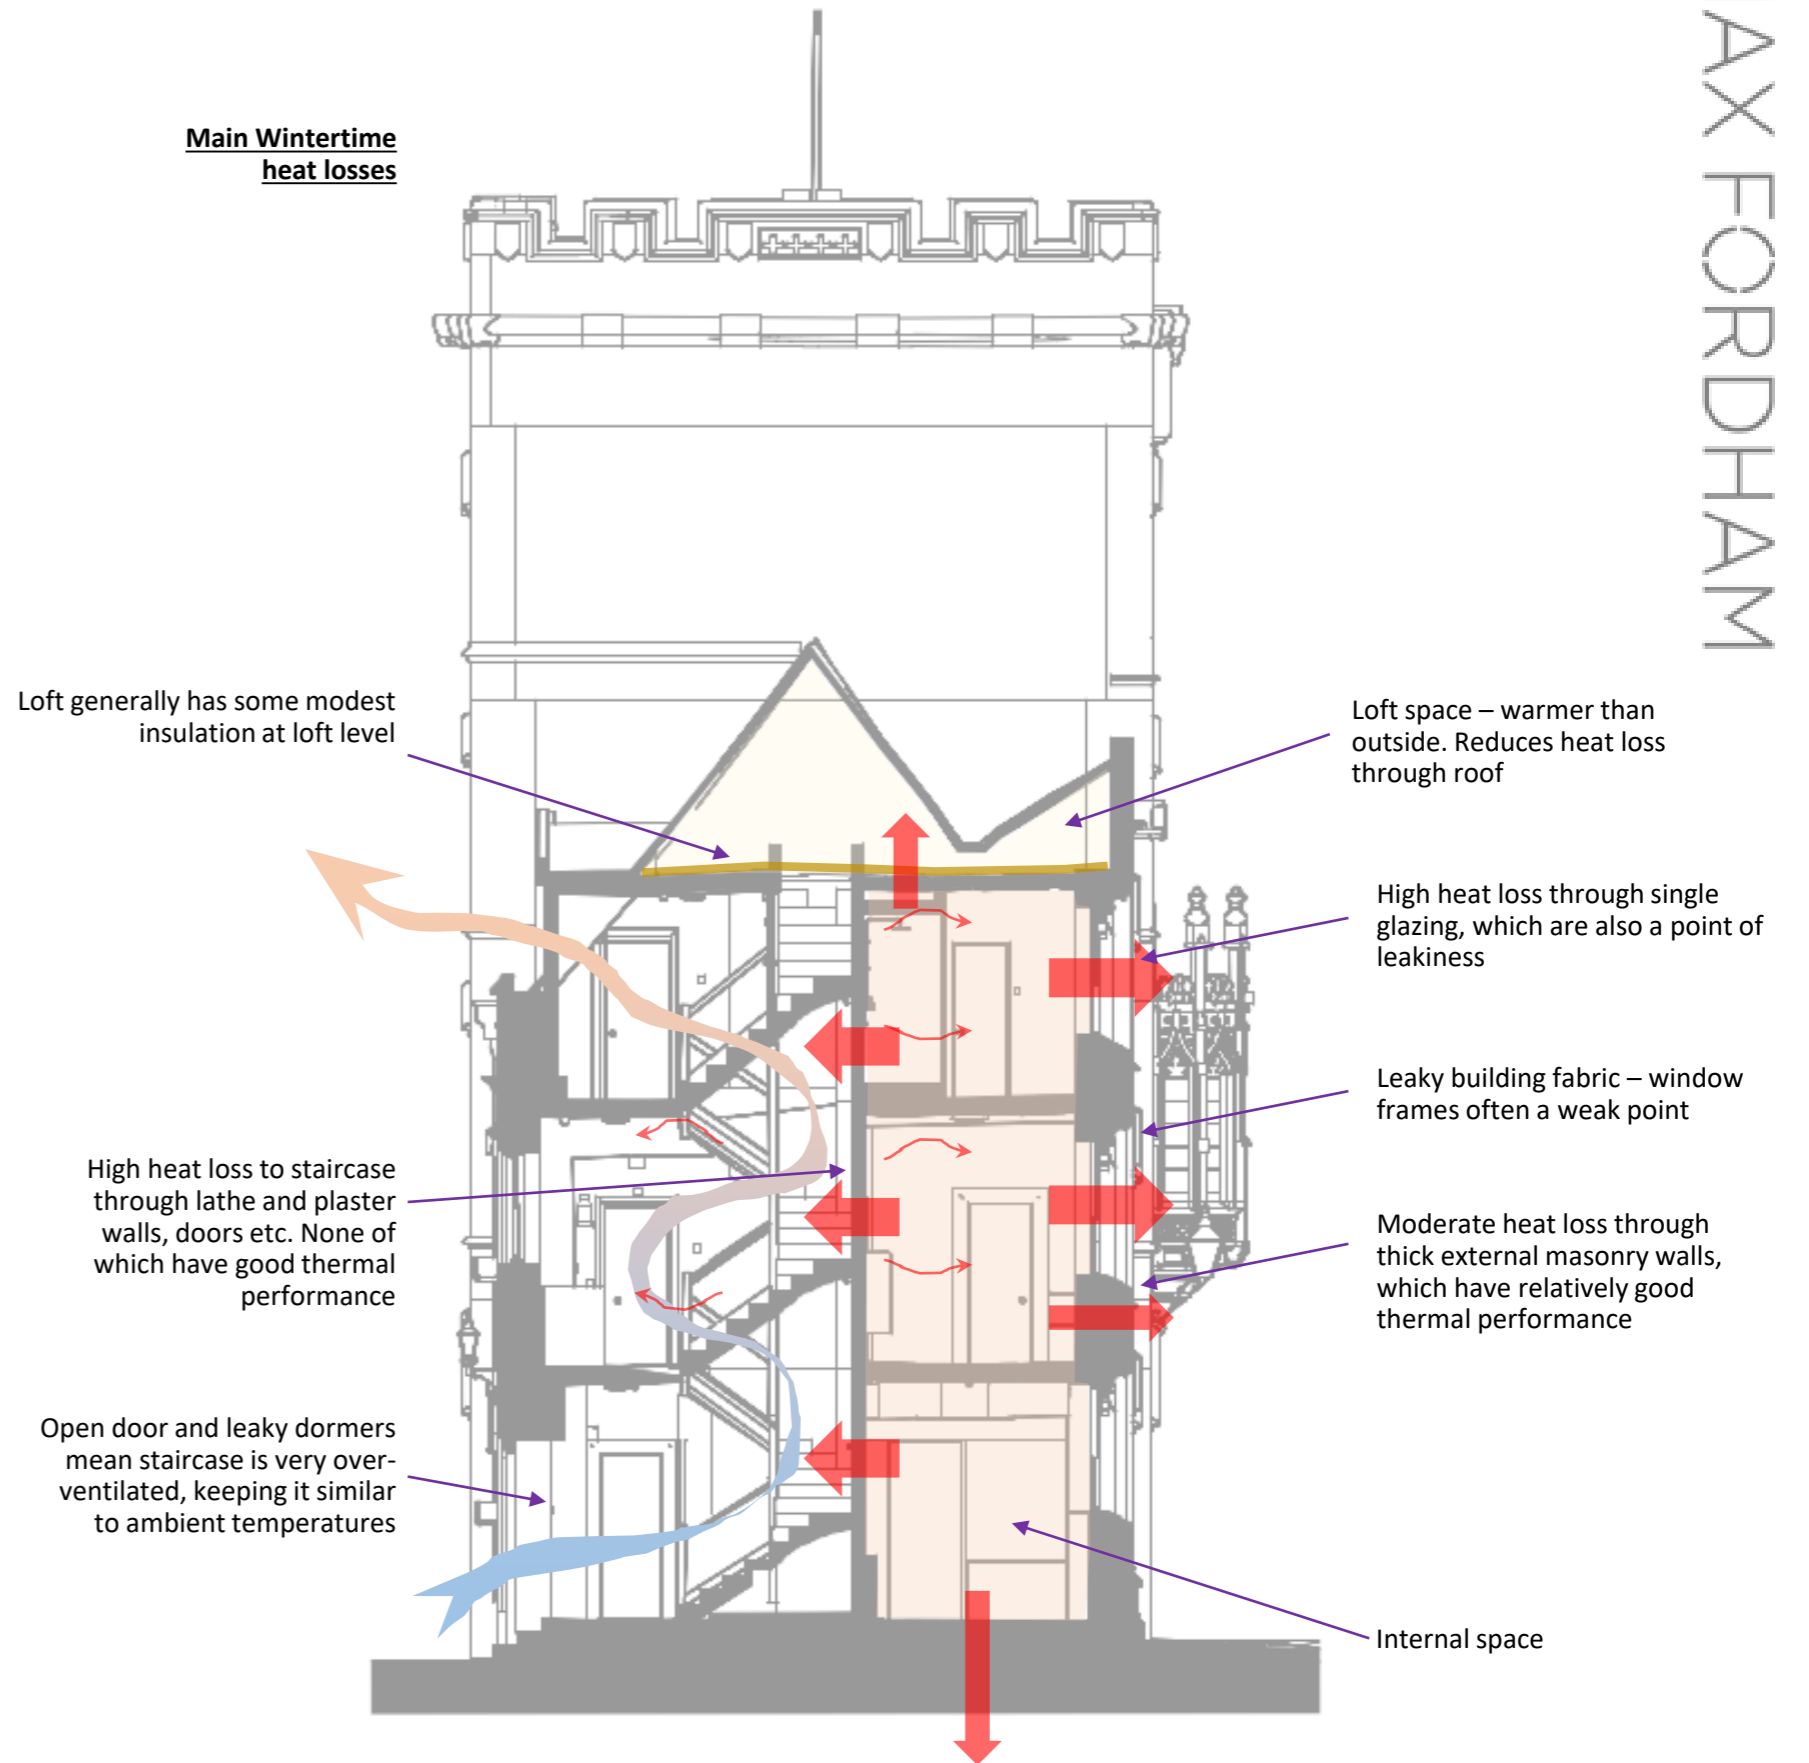 Main Wintertime
heat losses
AX FORDHAM
Loft generally has some modest
insulation at loft level
Loft space – warmer than
outside. Reduces heat loss
through roof
High heat loss through single
glazing, which are also a point of
leakiness
Leaky building fabric – window
frames often a weak point
High heat loss to staircase
through lathe and plaster
walls, doors etc. None of
which have good thermal
performance
Moderate heat loss through
thick external masonry walls,
which have relatively good
thermal performance
Open door and leaky dormers
mean staircase is very over-
ventilated, keeping it similar
to ambient temperatures
Internal space